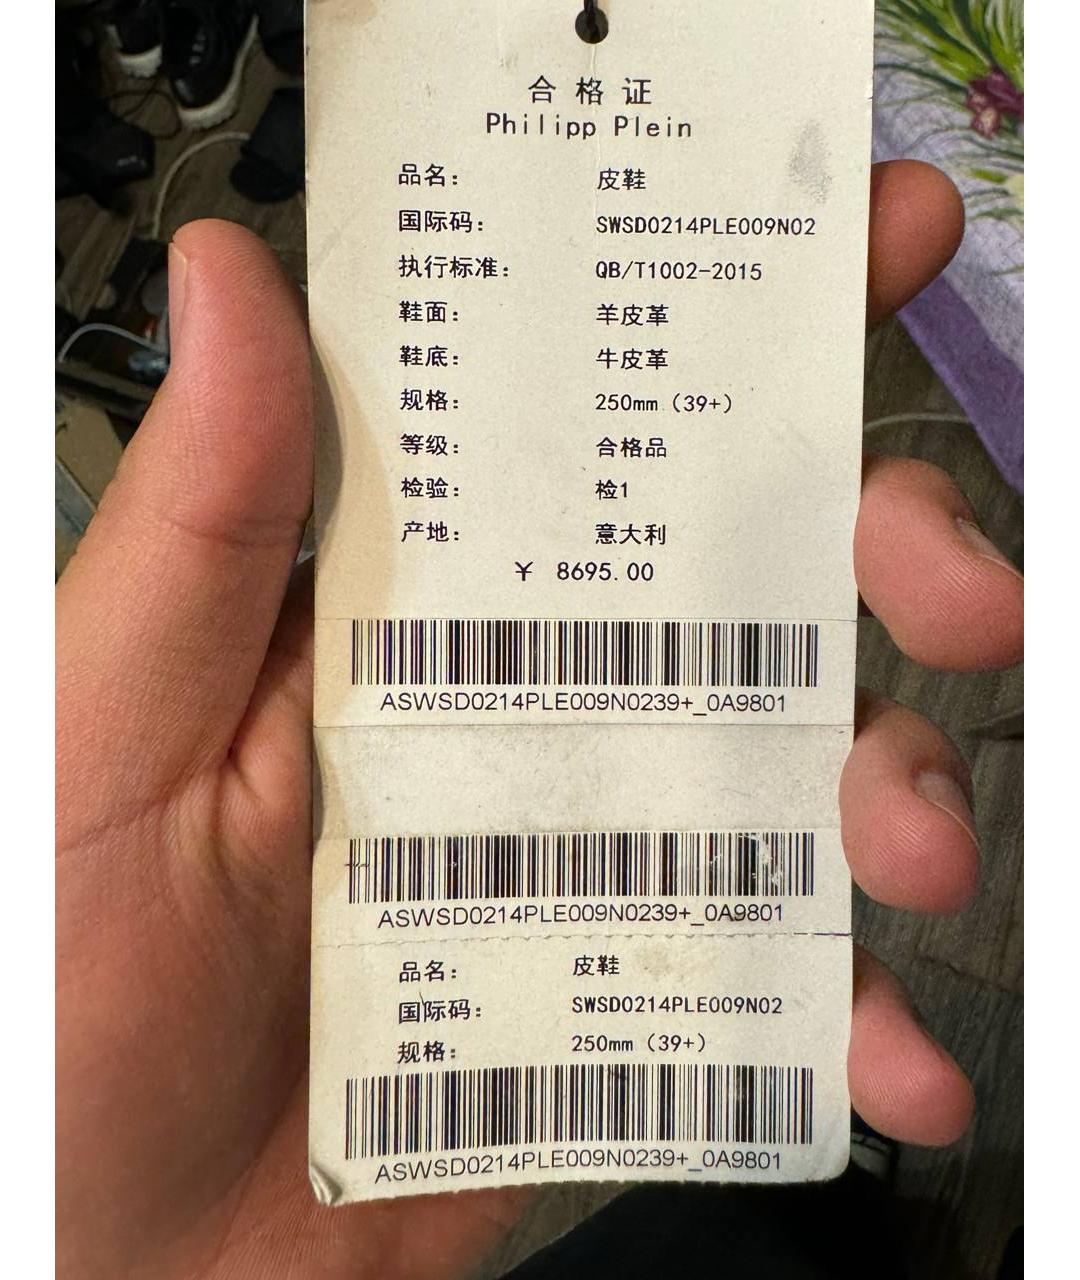 合格证
Philipp Plein
品名： 皮鞋
国际码： SWSD0214PLE009N02
执行标准： QB/T1002-2015
鞋面： 羊皮革
鞋底： 牛皮革
规格： 250mm（39+）
等级： 合格品
检验： 检1
产地： 意大利
¥ 8695.00
ASWSD0214PLE009N0239+_0A9801
ASWSD0214PLE009N0239+_0A9801
品名： 皮鞋
国际码： SWSD0214PLE009N02
规格： 250mm（39+）
ASWSD0214PLE009N0239+_0A9801